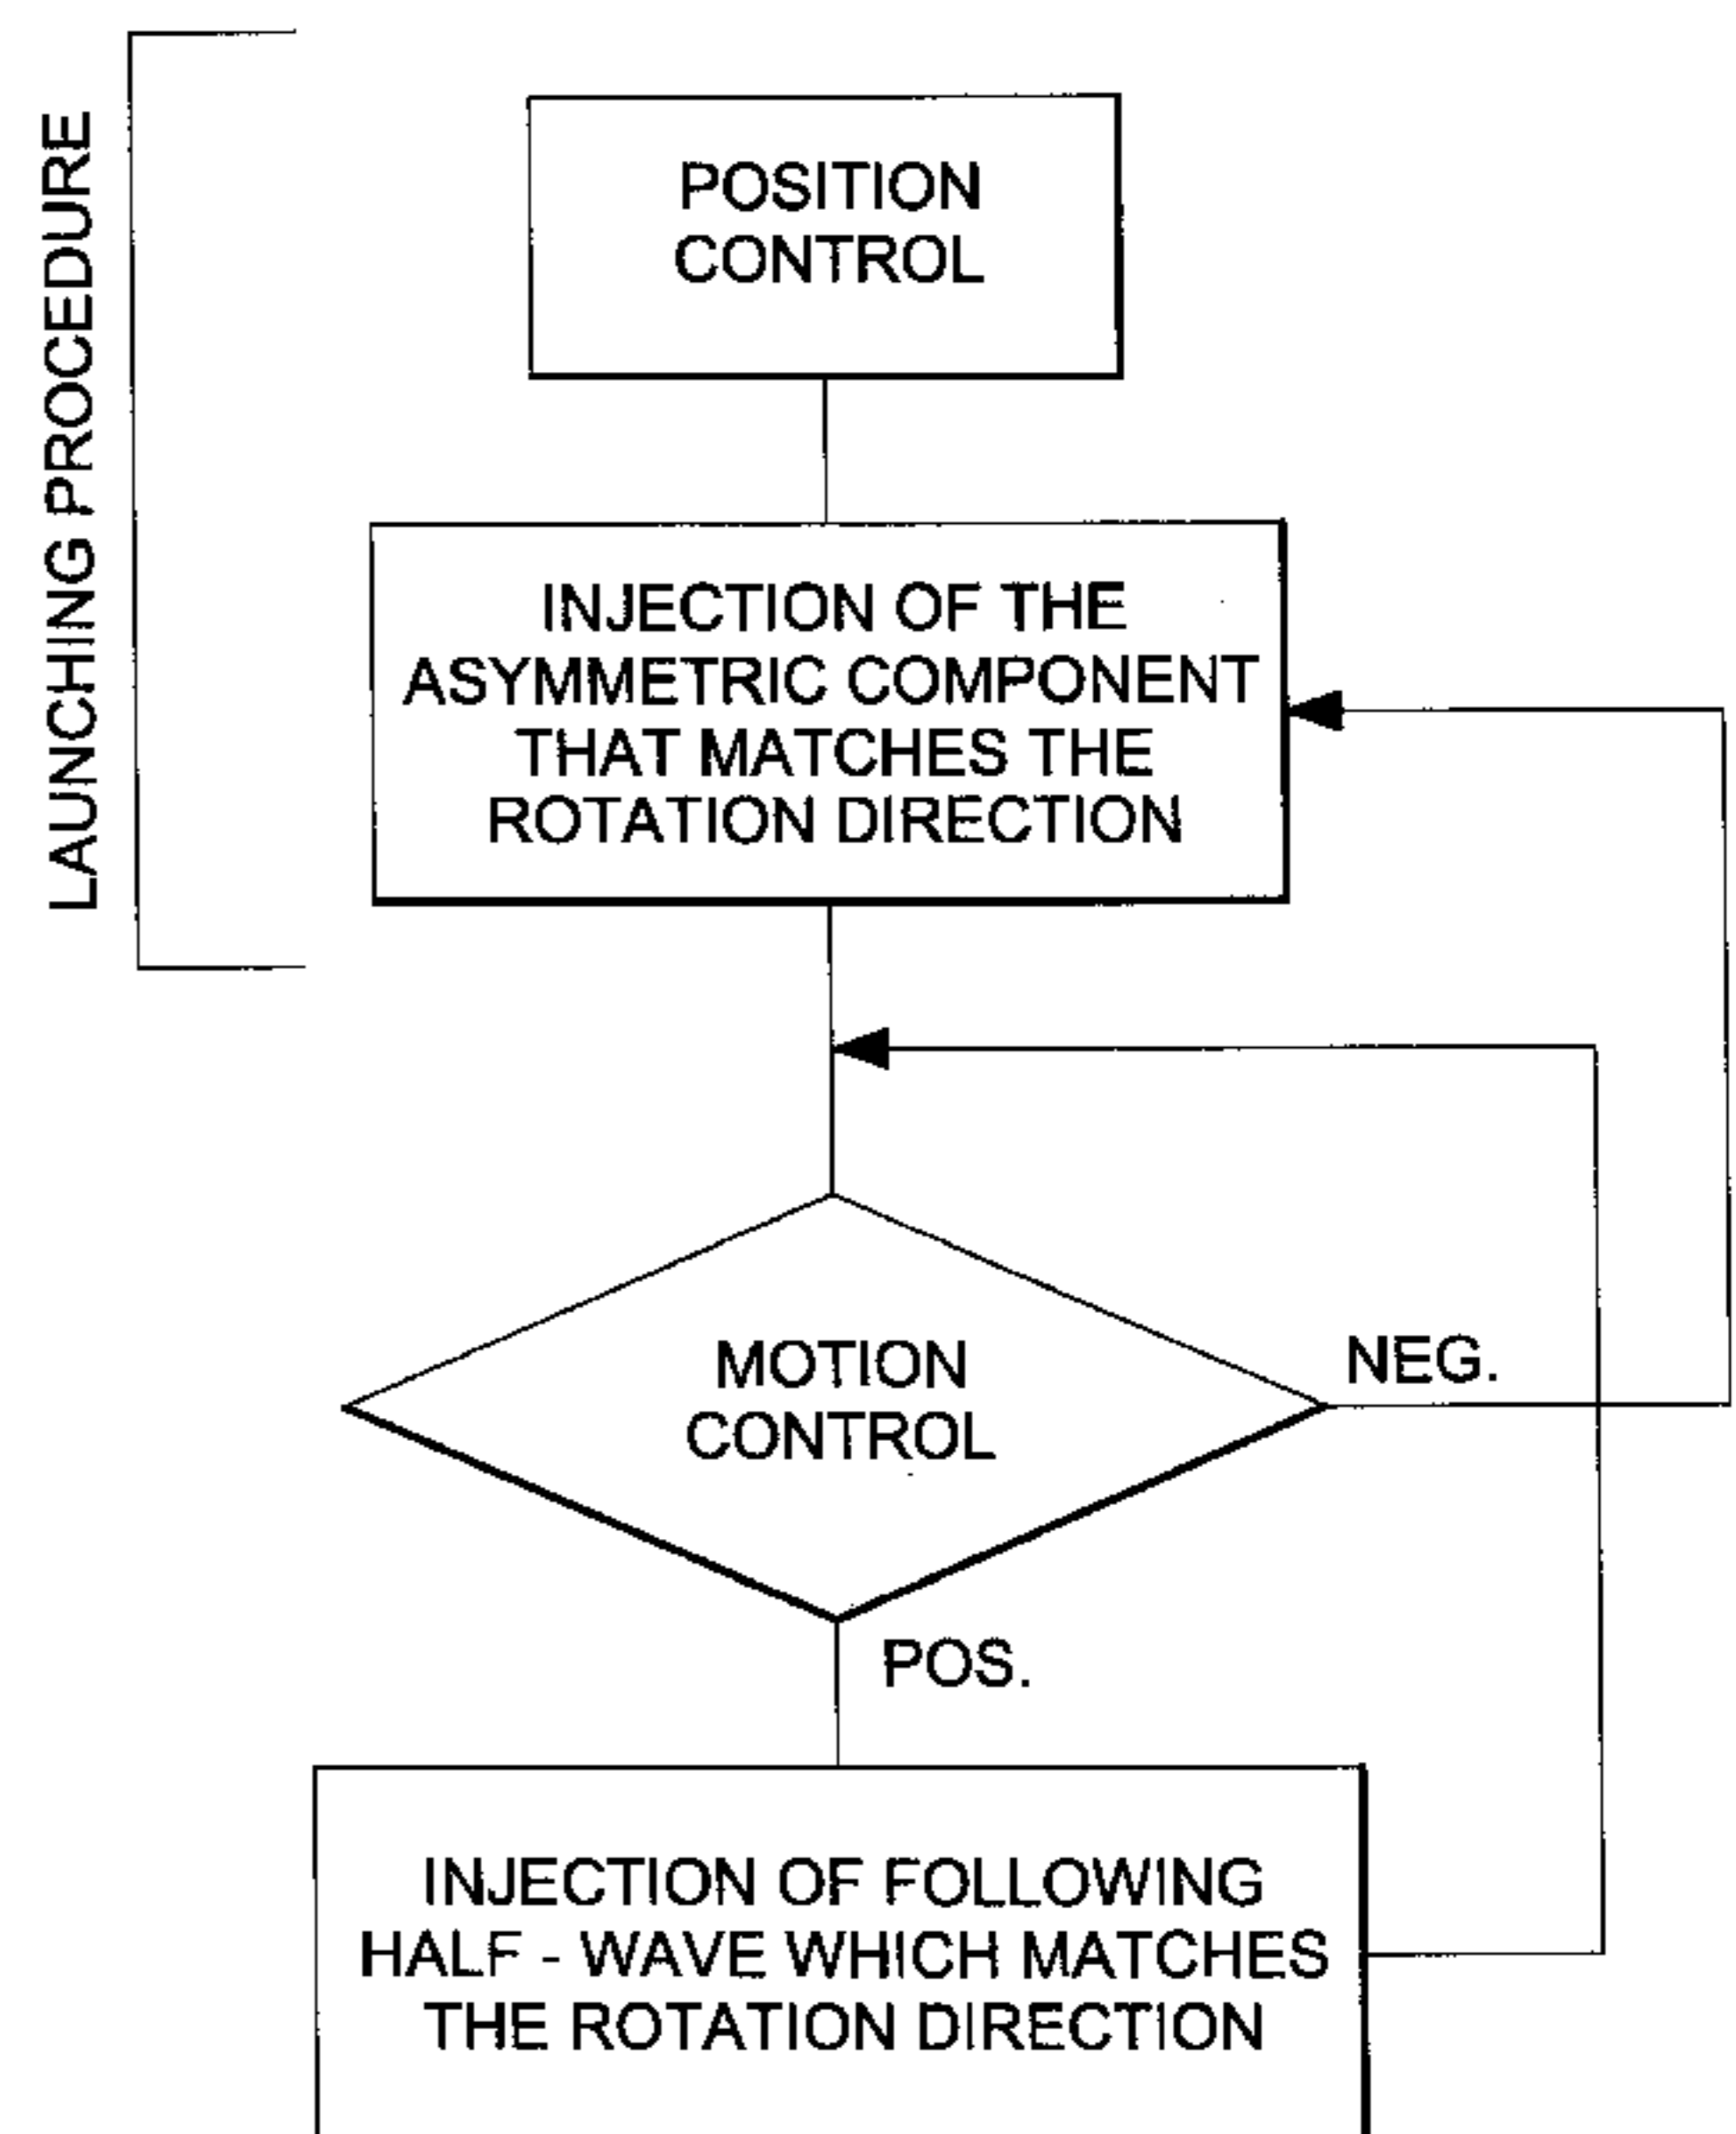 LAUNCHING PROCEDURE
POSITION
CONTROL
INJECTION OF THE
ASYMMETRIC COMPONENT
THAT MATCHES THE
ROTATION DIRECTION
MOTION
CONTROL
NEG.
POS.
INJECTION OF FOLLOWING
HALF - WAVE WHICH MATCHES
THE ROTATION DIRECTION